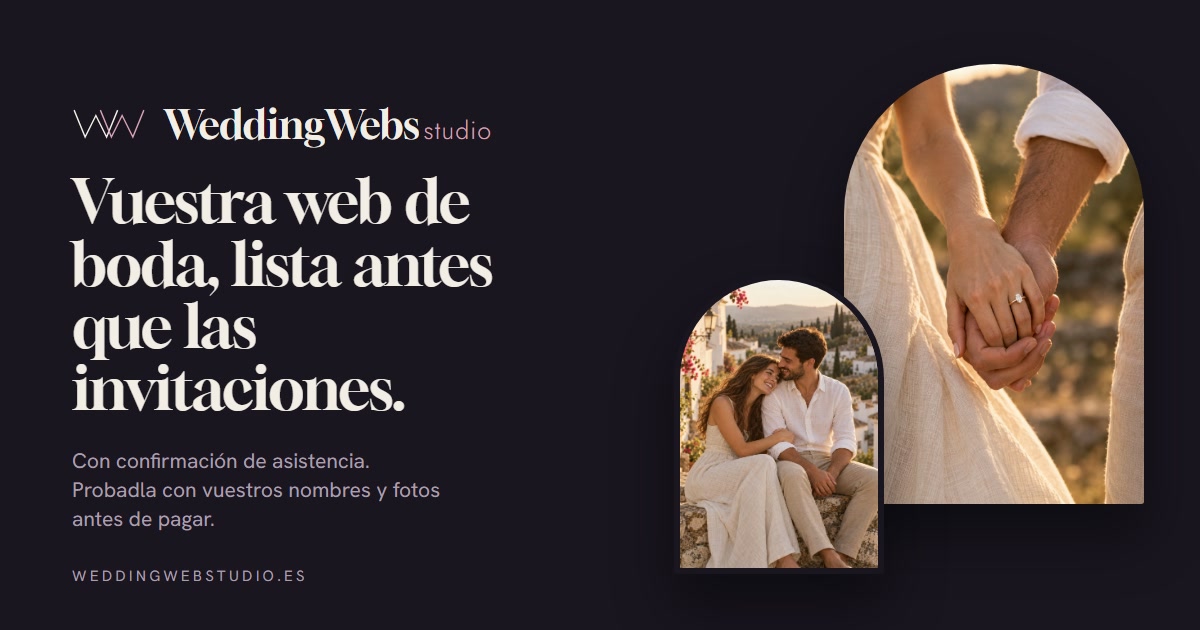 WW WeddingWebs studio
Vuestra web de
boda, lista antes
que las
invitaciones.
Con confirmación de asistencia.
Probadla con vuestros nombres y fotos
antes de pagar.
WEDDINGWEBSTUDIO.ES